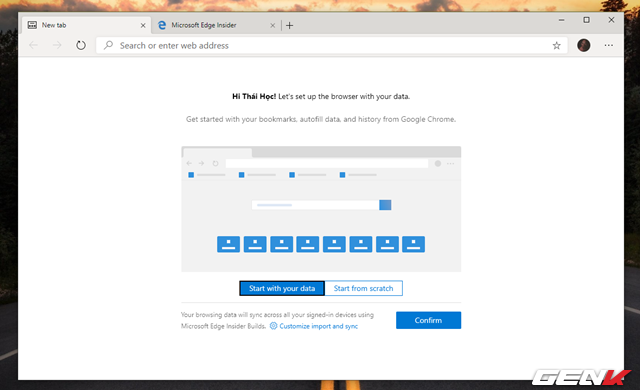 New tab
Microsoft Edge Insider
Search or enter web address
Hi Thái Học! Let's set up the browser with your data.
Get started with your bookmarks, autofill data, and history from Google Chrome.
Start with your data
Start from scratch
Your browsing data will sync across all your signed-in devices using
Microsoft Edge Insider Builds. Customize import and sync
Confirm
GENK